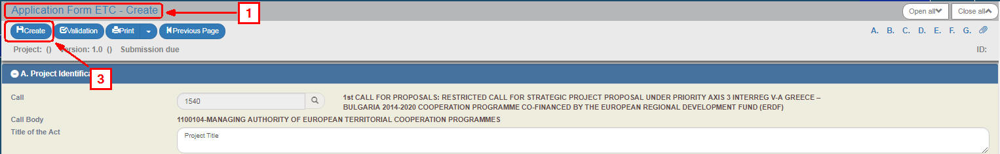 Application Form ETC - Create
1
Open all
Close all
Create Validation Print Previous Page
A. B. C. D. E. F. G.
Project: () Version: 1.0 () Submission due
ID:
3
A. Project Identifica
Call
1540
1st CALL FOR PROPOSALS: RESTRICTED CALL FOR STRATEGIC PROJECT PROPOSAL UNDER PRIORITY AXIS 3 INTERREG V-A GREECE –
BULGARIA 2014-2020 COOPERATION PROGRAMME CO-FINANCED BY THE EUROPEAN REGIONAL DEVELOPMENT FUND (ERDF)
Call Body
1100104-MANAGING AUTHORITY OF EUROPEAN TERRITORIAL COOPERATION PROGRAMMES
Title of the Act
Project Title